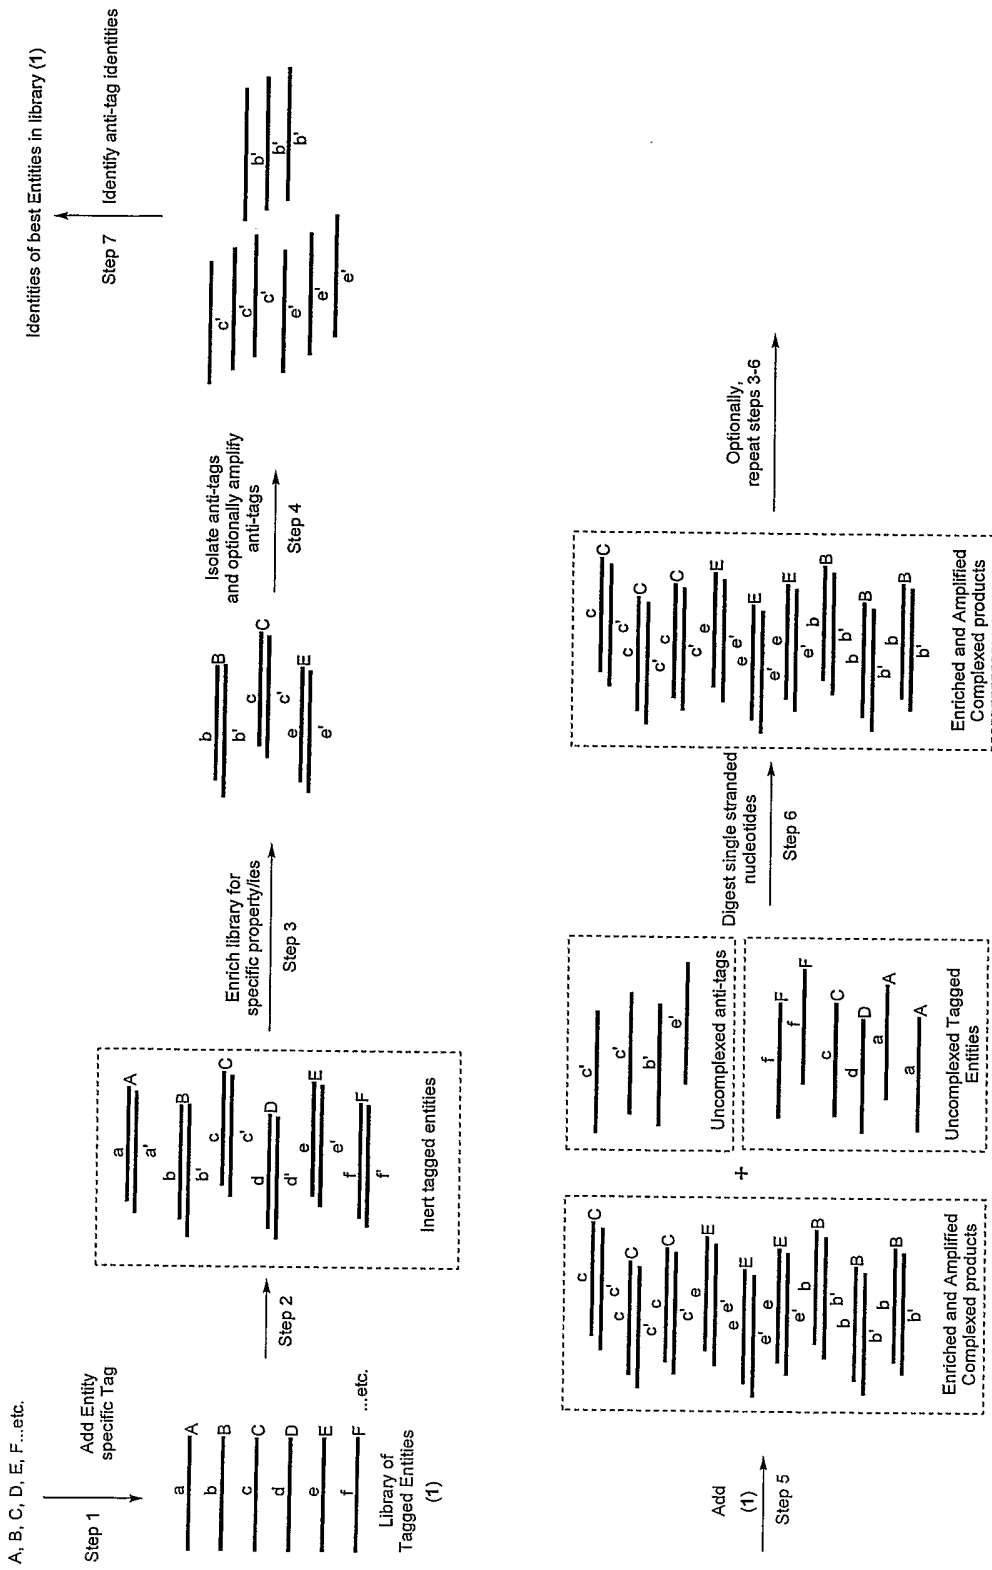 A, B, C, D, E, F...etc.
Step 1
Add Entity
specific Tag
a
A
b
B
c
C
d
D
e
E
f
F
....etc.
Library of
Tagged Entities
(1)
Step 2
a
A
a'
b
B
b'
c
C
c'
d
D
d'
e
E
e'
f
F
f'
Inert tagged entities
Enrich library for
specific property/ies
Step 3
b
B
b'
c
C
c'
e
E
e'
Isolate anti-tags
and optionally amplify
anti-tags
Step 4
c'
c'
c'
e'
e'
e'
b'
b'
b'
Step 7
Identify anti-tag identities
Identities of best Entities in library (1)
Add
(1)
Step 5
c
C
c'
c
C
c'
c
C
c'
e
E
e'
e
E
e'
e
E
e'
b
B
b'
b
B
b'
b
B
b'
Enriched and Amplified
Complexed products
+
c'
c'
b'
e'
Uncomplexed anti-tags
f
F
f
F
c
C
d
D
a
A
a
A
Uncomplexed Tagged
Entities
Digest single stranded
nucleotides
Step 6
c
C
c'
c
C
c'
c
C
c'
e
E
e'
e
E
e'
e
E
e'
b
B
b'
b
B
b'
b
B
b'
Enriched and Amplified
Complexed products
Optionally,
repeat steps 3-6